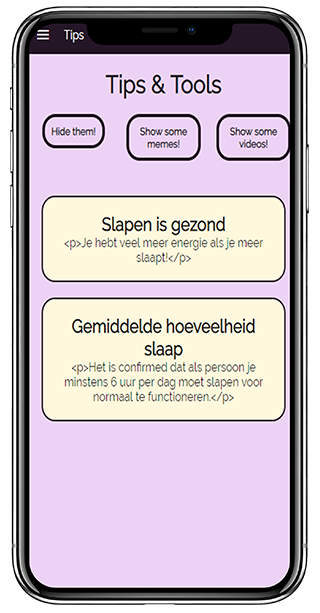 Tips
Tips & Tools
Hide them!
Show some
memes!
Show some
videos!
Slapen is gezond
<p>Je hebt veel meer energie als je meer
slaapt!</p>
Gemiddelde hoeveelheid
slaap
<p>Het is confirmed dat als persoon je
minstens 6 uur per dag moet slapen voor
normaal te functioneren.</p>